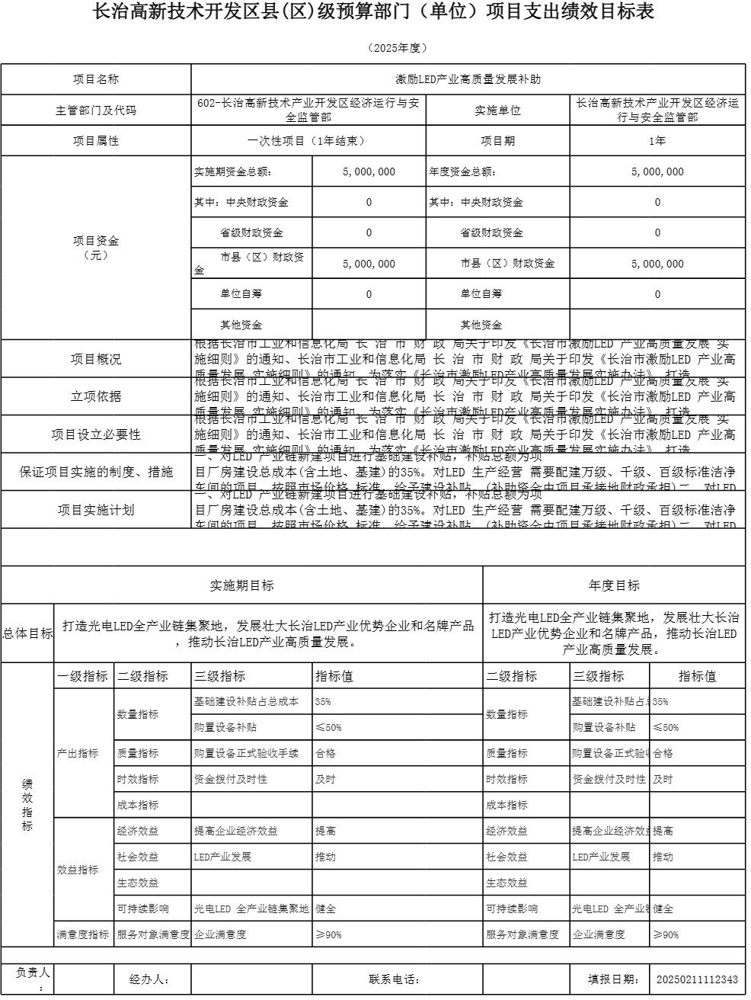 长治高新技术开发区县(区)级预算部门（单位）项目支出绩效目标表
（2025年度）
项目名称 激励LED产业高质量发展补助
主管部门及代码 602-长治高新技术产业开发区经济运行与安全监管部 实施单位 长治高新技术产业开发区经济运行与安全监管部
项目属性 一次性项目（1年结束） 项目期 1年
项目资金（元）
实施期资金总额： 5,000,000 年度资金总额： 5,000,000
其中：中央财政资金 0 其中：中央财政资金 0
省级财政资金 0 省级财政资金 0
市县（区）财政资金 5,000,000 市县（区）财政资金 5,000,000
单位自筹 0 单位自筹 0
其他资金 其他资金
项目概况
根据长治市工业和信息化局 长 治 市 财 政 局关于印发《长治市激励LED 产业高质量发展 实
施细则》的通知、长治市工业和信息化局 长 治 市 财 政 局关于印发《长治市激励LED 产业高
质量发展 实施细则》的通知，为落实《长治市激励LED产业高质量发展实施办法》，打造
立项依据
根据长治市工业和信息化局 长 治 市 财 政 局关于印发《长治市激励LED 产业高质量发展 实
施细则》的通知、长治市工业和信息化局 长 治 市 财 政 局关于印发《长治市激励LED 产业高
质量发展 实施细则》的通知，为落实《长治市激励LED产业高质量发展实施办法》，打造
项目设立必要性
根据长治市工业和信息化局 长 治 市 财 政 局关于印发《长治市激励LED 产业高质量发展 实
施细则》的通知、长治市工业和信息化局 长 治 市 财 政 局关于印发《长治市激励LED 产业高
质量发展 实施细则》的通知，为落实《长治市激励LED产业高质量发展实施办法》，打造
保证项目实施的制度、措施
一、对LED 产业链新建项目进行基础建设补贴，补贴总额为项
目厂房建设总成本(含土地、基建)的35%。对LED 生产经营 需要配建万级、千级、百级标准洁净
车间的项目，按照市场价格 标准，给予建设补贴。(补助资金由项目承接地财政承担)二、对LED
项目实施计划
一、对LED 产业链新建项目进行基础建设补贴，补贴总额为项
目厂房建设总成本(含土地、基建)的35%。对LED 生产经营 需要配建万级、千级、百级标准洁净
车间的项目，按照市场价格 标准，给予建设补贴。(补助资金由项目承接地财政承担)二、对LED
实施期目标 年度目标
总体目标
打造光电LED全产业链集聚地，发展壮大长治LED产业优势企业和名牌产品
，推动长治LED产业高质量发展。
打造光电LED全产业链集聚地，发展壮大长治
LED产业优势企业和名牌产品，推动长治LED
产业高质量发展。
绩效指标
一级指标 二级指标 三级指标 指标值 二级指标 三级指标 指标值
产出指标 数量指标 基础建设补贴占总成本 35% 数量指标 基础建设补贴占 35%
购置设备补贴 ≤50% 购置设备补贴 ≤50%
质量指标 购置设备正式验收手续 合格 质量指标 购置设备正式验 合格
时效指标 资金拨付及时性 及时 时效指标 资金拨付及时性 及时
成本指标 成本指标
效益指标 经济效益 提高企业经济效益 提高 经济效益 提高企业经济效 提高
社会效益 LED产业发展 推动 社会效益 LED产业发展 推动
生态效益 生态效益
可持续影响 光电LED 全产业链集聚地 健全 可持续影响 光电LED 全产业 健全
满意度指标 服务对象满意度 企业满意度 ≥90% 服务对象满意度 企业满意度 ≥90%
负责人： 经办人： 联系电话： 填报日期： 20250211112343